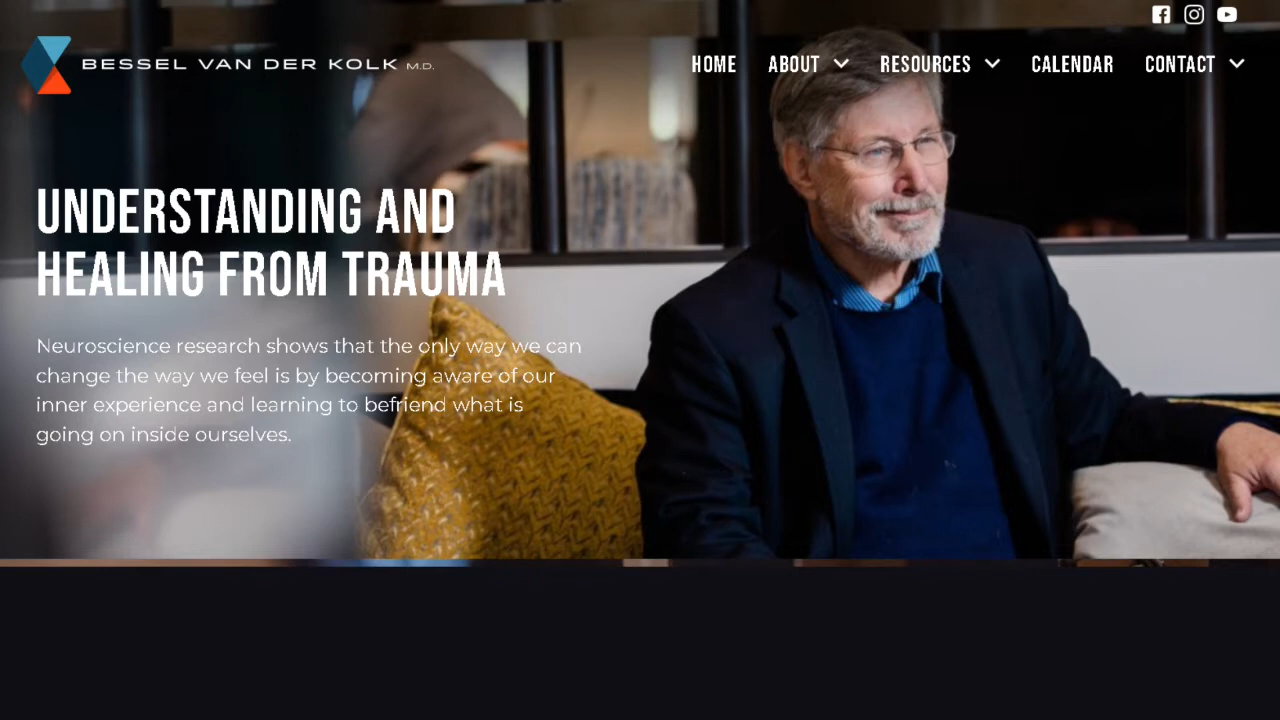 BESSEL VAN DER KOLK M.D.
HOME
ABOUT
RESOURCES
CALENDAR
CONTACT
UNDERSTANDING AND
HEALING FROM TRAUMA
Neuroscience research shows that the only way we can
change the way we feel is by becoming aware of our
inner experience and learning to befriend what is
going on inside ourselves.